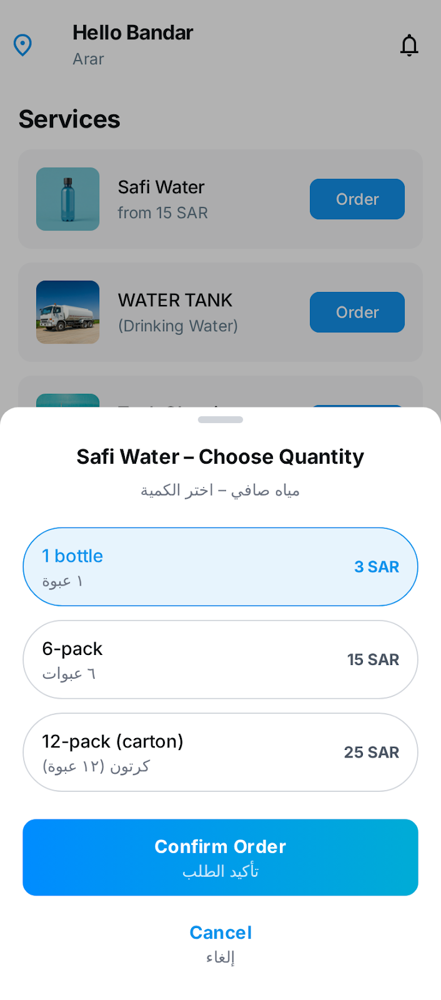 Hello Bandar
Arar
Services
Safi Water
from 15 SAR
Order
WATER TANK
(Drinking Water)
Order
Safi Water – Choose Quantity
مياه صافي – اختر الكمية
1 bottle
١ عبوة
3 SAR
6-pack
٦ عبوات
15 SAR
12-pack (carton)
كرتون (١٢ عبوة)
25 SAR
Confirm Order
تأكيد الطلب
Cancel
إلغاء